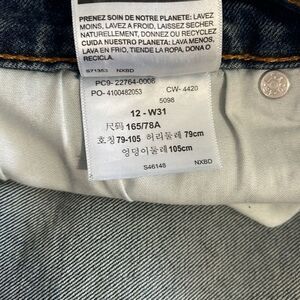 PRENEZ SOIN DE NOTRE PLANETE: LAVEZ
MOINS, LAVEZ A FROID, LAISSEZ SECHER
NATURELLEMENT, DONNEZ OU RECYCLEZ.
CUIDA NUESTRO PLANETA: LAVA MENOS,
LAVA EN FRIO, TIENDE LA ROPA, DONA O
RECICLA.
S71353 NXBD
PC9- 22764-0006
PO- 4100482053 CW- 4420
5098
12 - W31
尺码 165/78A
호칭 79-105 허리둘레 79cm
엉덩이둘레 105cm
S46148 NXBD